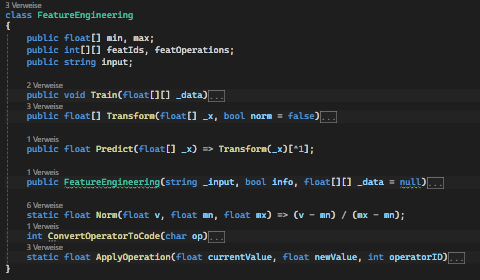 3 Verweise
class FeatureEngineering
{
public float[] min, max;
public int[][] featIds, featOperations;
public string input;
2 Verweise
public void Train(float[][] _data)...
3 Verweise
public float[] Transform(float[] _x, bool norm = false)...
1 Verweis
public float Predict(float[] _x) => Transform(_x)[^1];
1 Verweis
public FeatureEngineering(string _input, bool info, float[][] _data = null)...
6 Verweise
static float Norm(float v, float mn, float mx) => (v - mn) / (mx - mn);
1 Verweis
int ConvertOperatorToCode(char op)...
3 Verweise
static float ApplyOperation(float currentValue, float newValue, int operatorID)...
}